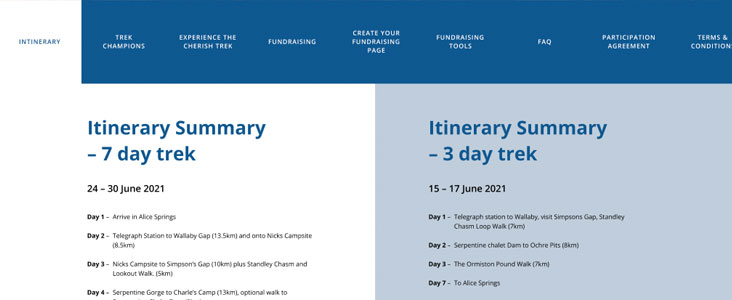 INTINERARY
TREK
CHAMPIONS
EXPERIENCE THE
CHERISH TREK
FUNDRAISING
CREATE YOUR
FUNDRAISING
PAGE
FUNDRAISING
TOOLS
FAQ
PARTICIPATION
AGREEMENT
TERMS &
CONDITION
Itinerary Summary
– 7 day trek
24 – 30 June 2021
Day 1 – Arrive in Alice Springs
Day 2 – Telegraph Station to Wallaby Gap (13.5km) and onto Nicks Campsite
(8.5km)
Day 3 – Nicks Campsite to Simpson's Gap (10km) plus Standley Chasm and
Lookout Walk. (5km)
Day 4 – Serpentine Gorge to Charle's Camp (13km), optional walk to
Itinerary Summary
– 3 day trek
15 – 17 June 2021
Day 1 – Telegraph station to Wallaby, visit Simpsons Gap, Standley
Chasm Loop Walk (7km)
Day 2 – Serpentine chalet Dam to Ochre Pits (8km)
Day 3 – The Ormiston Pound Walk (7km)
Day 7 – To Alice Springs